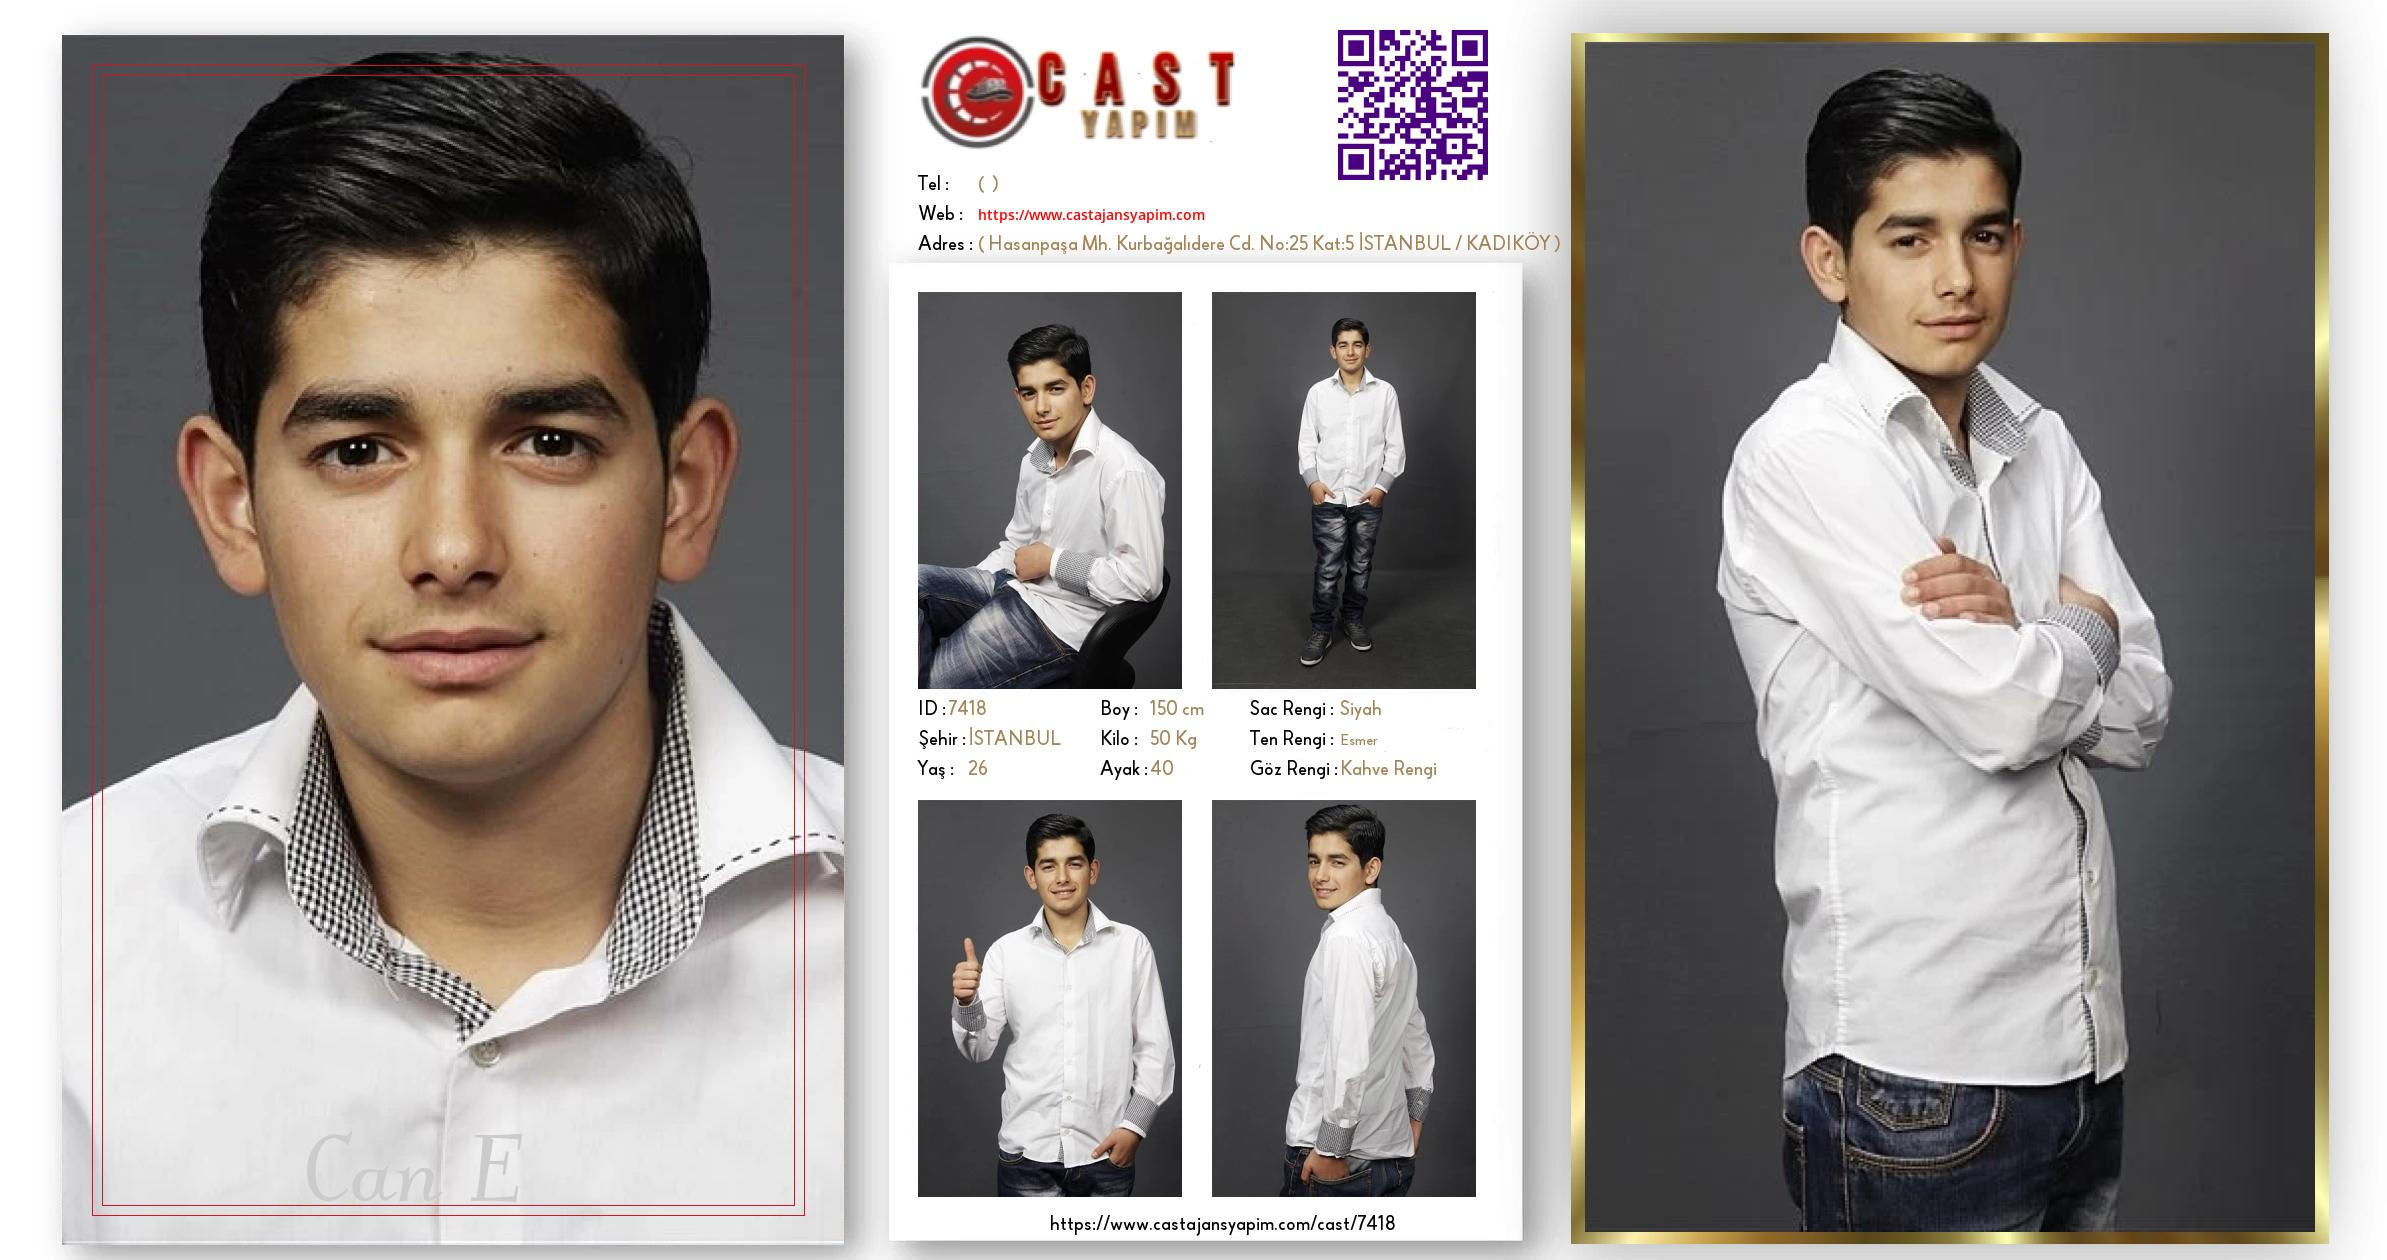 CAST
YAPIM
Tel : ( )
Web : https://www.castajansyapim.com
Adres : ( Hasanpaşa Mh. Kurbağalıdere Cd. No:25 Kat:5 İSTANBUL / KADIKÖY )
ID : 7418 Boy : 150 cm Sac Rengi : Siyah
Şehir : İSTANBUL Kilo : 50 Kg Ten Rengi : Esmer
Yaş : 26 Ayak : 40 Göz Rengi : Kahve Rengi
Can E
https://www.castajansyapim.com/cast/7418